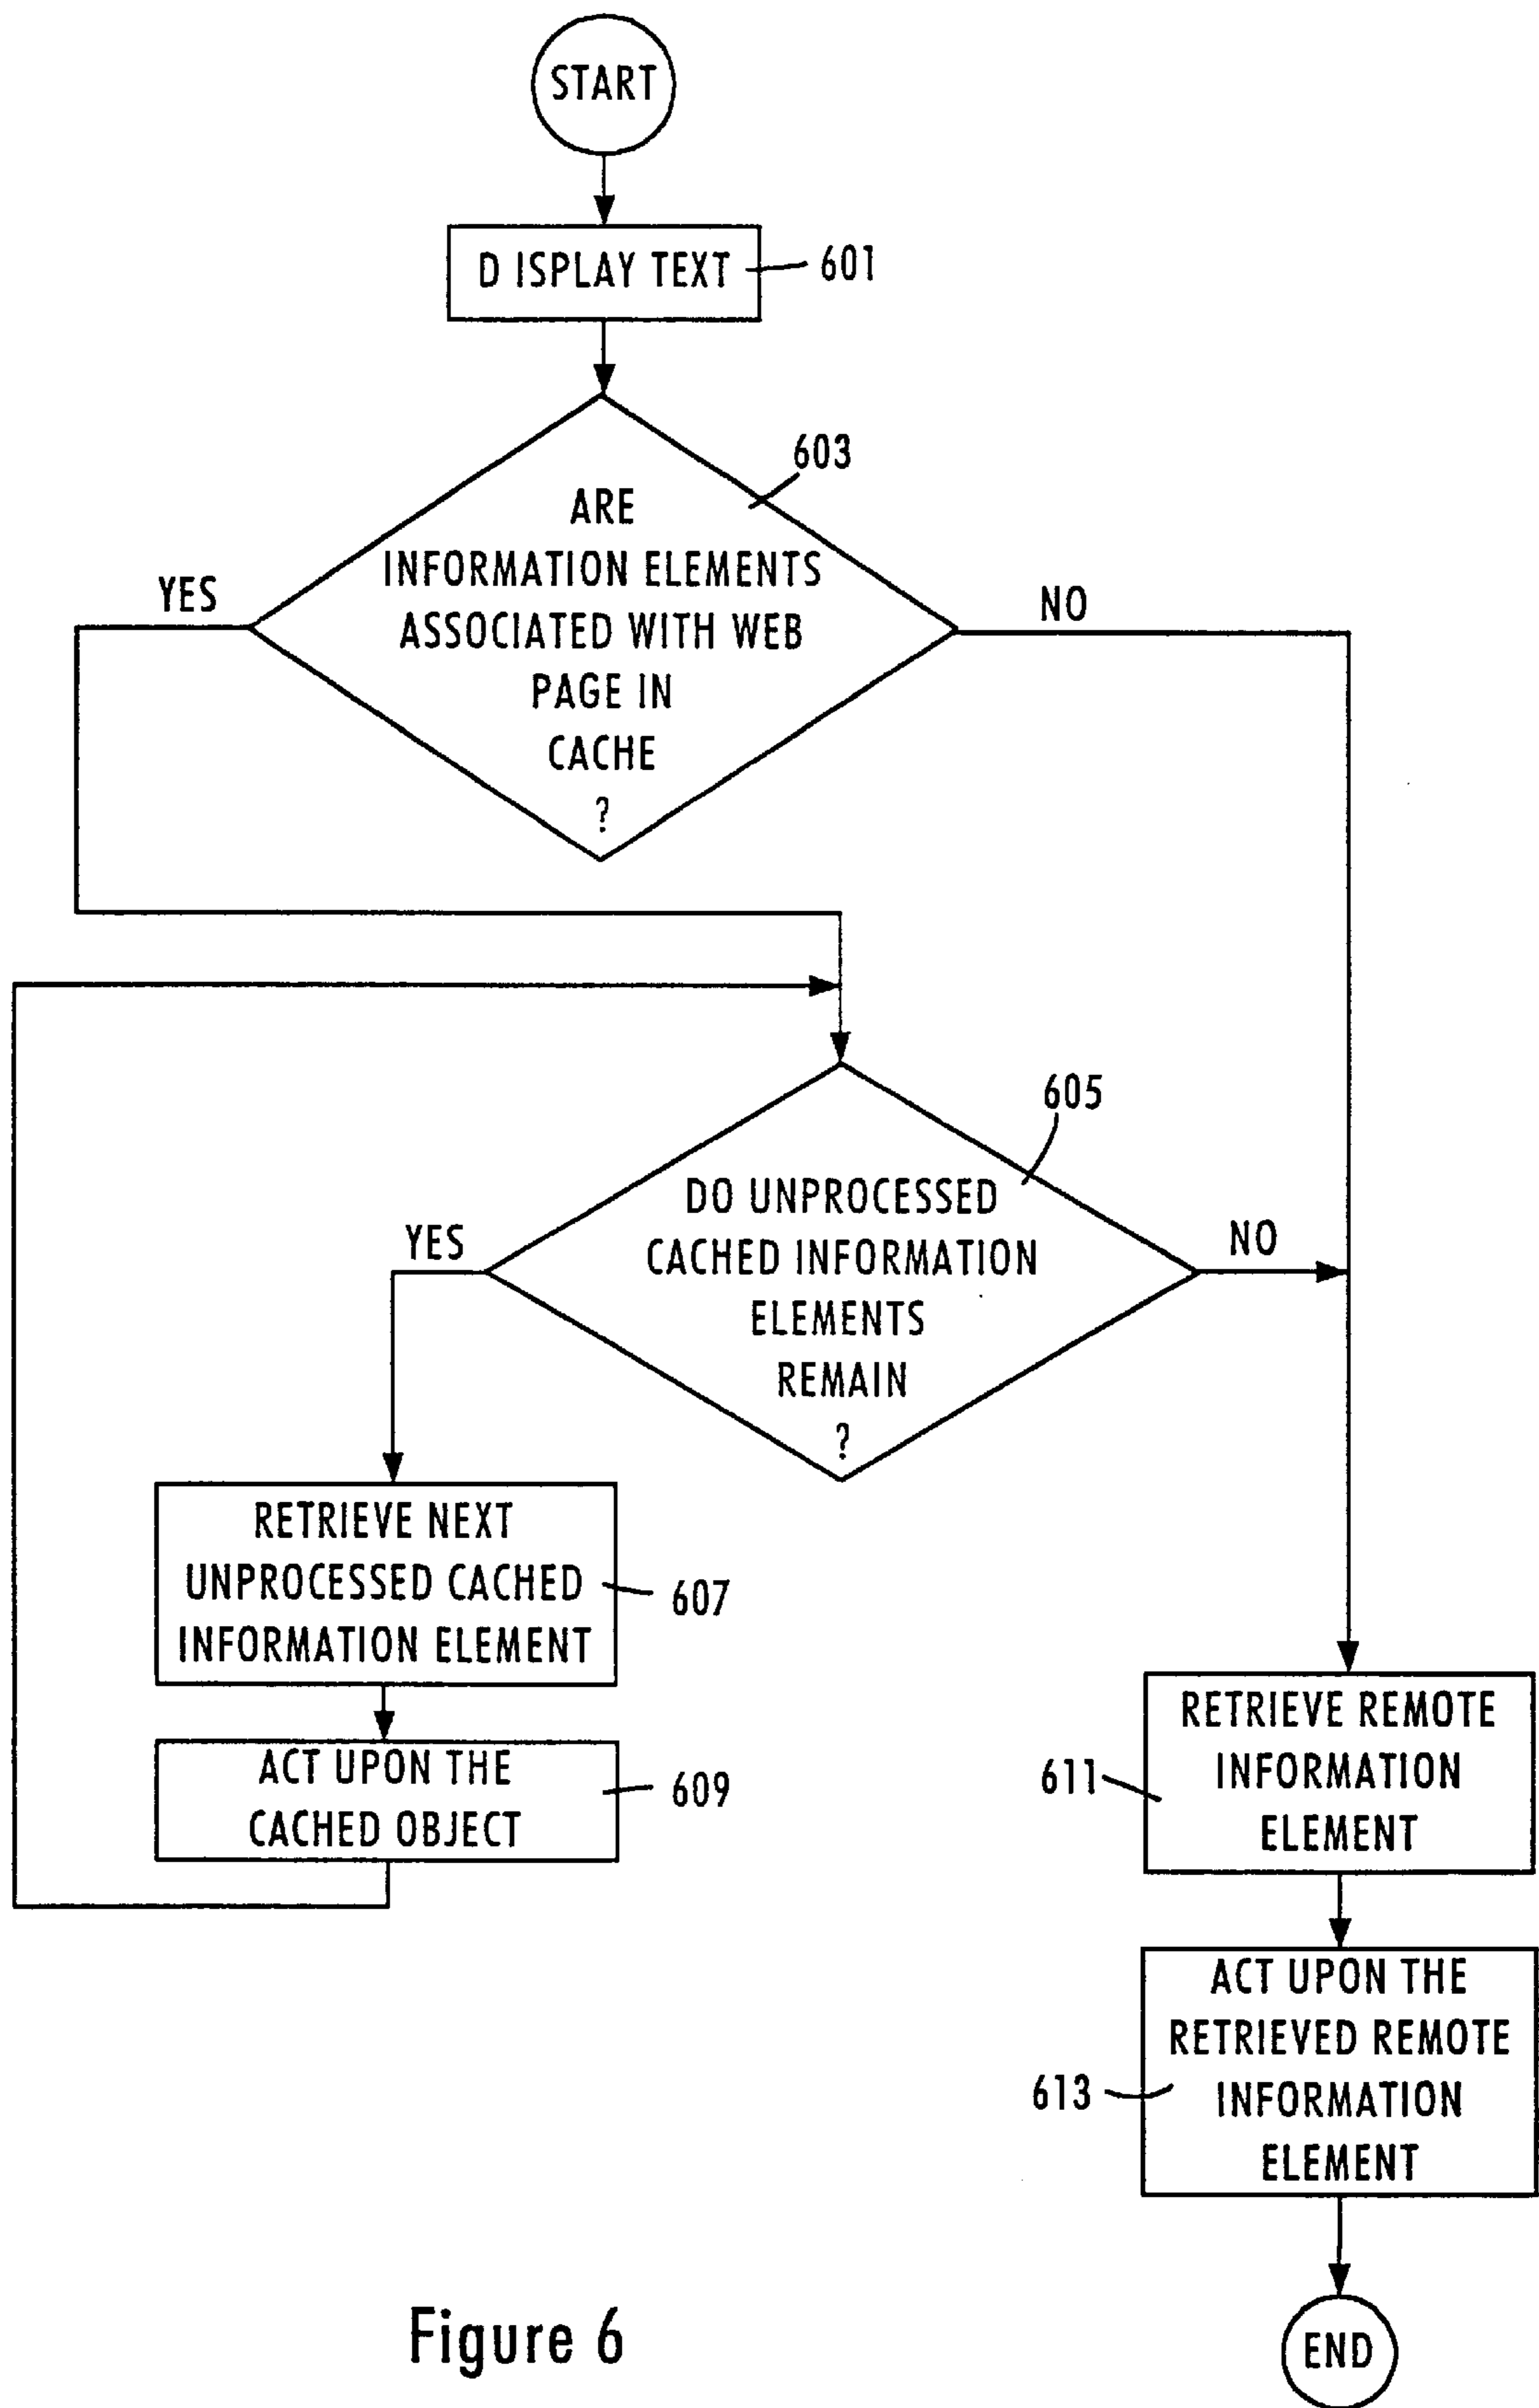 START
D ISPLAY TEXT
601
603
ARE
INFORMATION ELEMENTS
ASSOCIATED WITH WEB
PAGE IN
CACHE
?
YES
NO
605
DO UNPROCESSED
CACHED INFORMATION
ELEMENTS
REMAIN
?
YES
NO
RETRIEVE NEXT
UNPROCESSED CACHED
INFORMATION ELEMENT
607
ACT UPON THE
CACHED OBJECT
609
RETRIEVE REMOTE
INFORMATION
ELEMENT
611
ACT UPON THE
RETRIEVED REMOTE
INFORMATION
ELEMENT
613
END
Figure 6